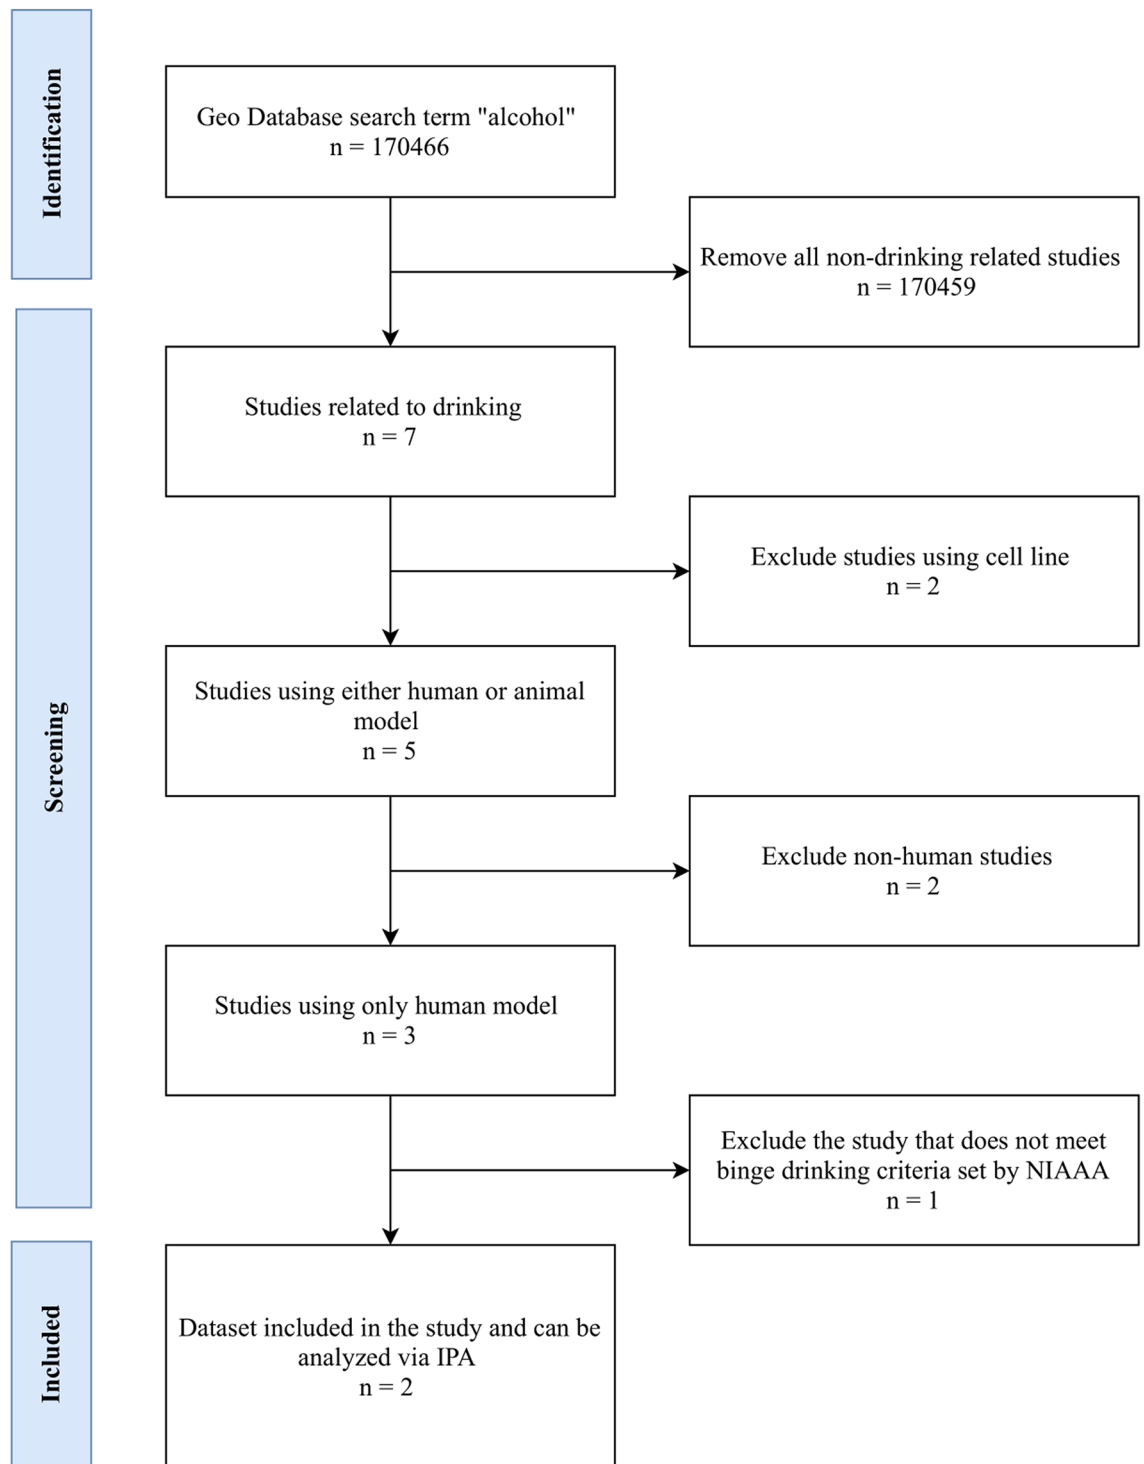 Identification
Geo Database search term "alcohol"
n = 170466
Remove all non-drinking related studies
n = 170459
Screening
Studies related to drinking
n = 7
Exclude studies using cell line
n = 2
Studies using either human or animal
model
n = 5
Exclude non-human studies
n = 2
Studies using only human model
n = 3
Exclude the study that does not meet
binge drinking criteria set by NIAAA
n = 1
Included
Dataset included in the study and can be
analyzed via IPA
n = 2